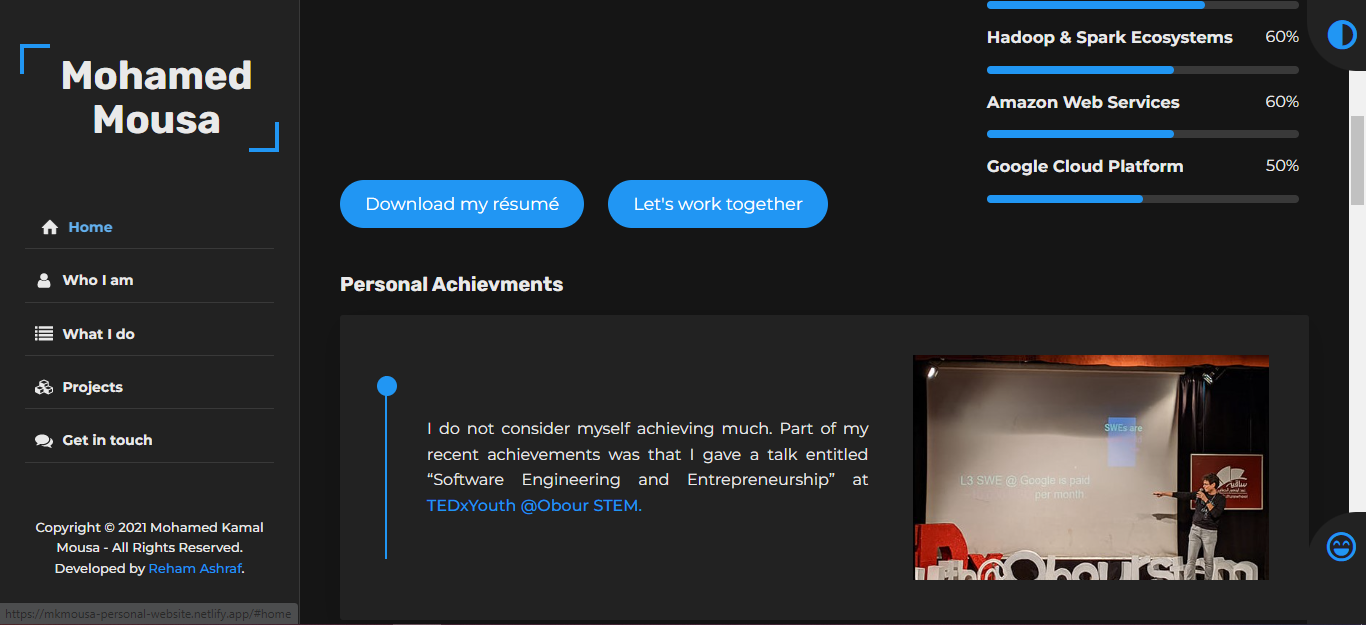 Mohamed
Mousa
Home
Who I am
What I do
Projects
Get in touch
Copyright © 2021 Mohamed Kamal
Mousa - All Rights Reserved.
Developed by Reham Ashraf.
https://mkmousa-personal-website.netlify.app/#home
Hadoop & Spark Ecosystems 60%
Amazon Web Services 60%
Google Cloud Platform 50%
Download my résumé
Let's work together
Personal Achievments
I do not consider myself achieving much. Part of my
recent achievements was that I gave a talk entitled
“Software Engineering and Entrepreneurship” at
TEDxYouth @Obour STEM.
SWEs are
L3 SWE @ Google is paid
per month
Dx
uth@Obourstem